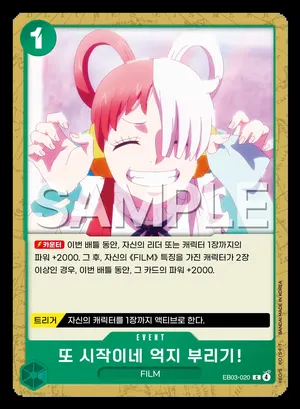 1
SAMPLE
카운터 이번 배틀 동안, 자신의 리더 또는 캐릭터 1장까지의
파워 +2000. 그 후, 자신의 《FILM》 특징을 가진 캐릭터가 2장
이상인 경우, 이번 배틀 동안, 그 카드의 파워 +2000.
트리거 자신의 캐릭터를 1장까지 액티브로 한다.
EVENT
또 시작이네 억지 부리기!
FILM
EB03-020